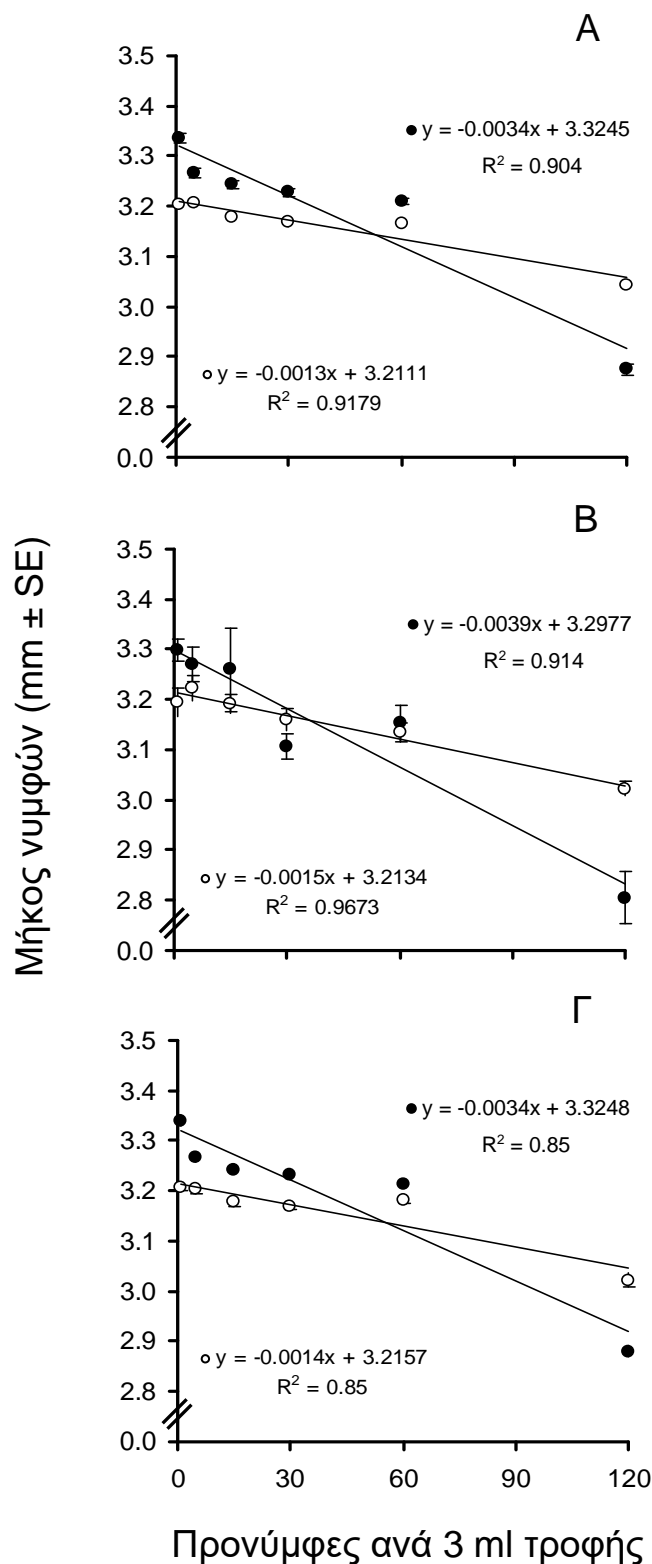 Α
3.5
3.4
3.3
3.2
3.1
3.0
2.9
2.8
0.0
y = -0.0034x + 3.3245
R² = 0.904
y = -0.0013x + 3.2111
R² = 0.9179
Β
3.5
3.4
3.3
3.2
3.1
3.0
2.9
2.8
0.0
y = -0.0039x + 3.2977
R² = 0.914
y = -0.0015x + 3.2134
R² = 0.9673
Μήκος νυμφών (mm ± SE)
Γ
3.5
3.4
3.3
3.2
3.1
3.0
2.9
2.8
0.0
y = -0.0034x + 3.3248
R² = 0.85
y = -0.0014x + 3.2157
R² = 0.85
0 30 60 90 120
Προνύμφες ανά 3 ml τροφής